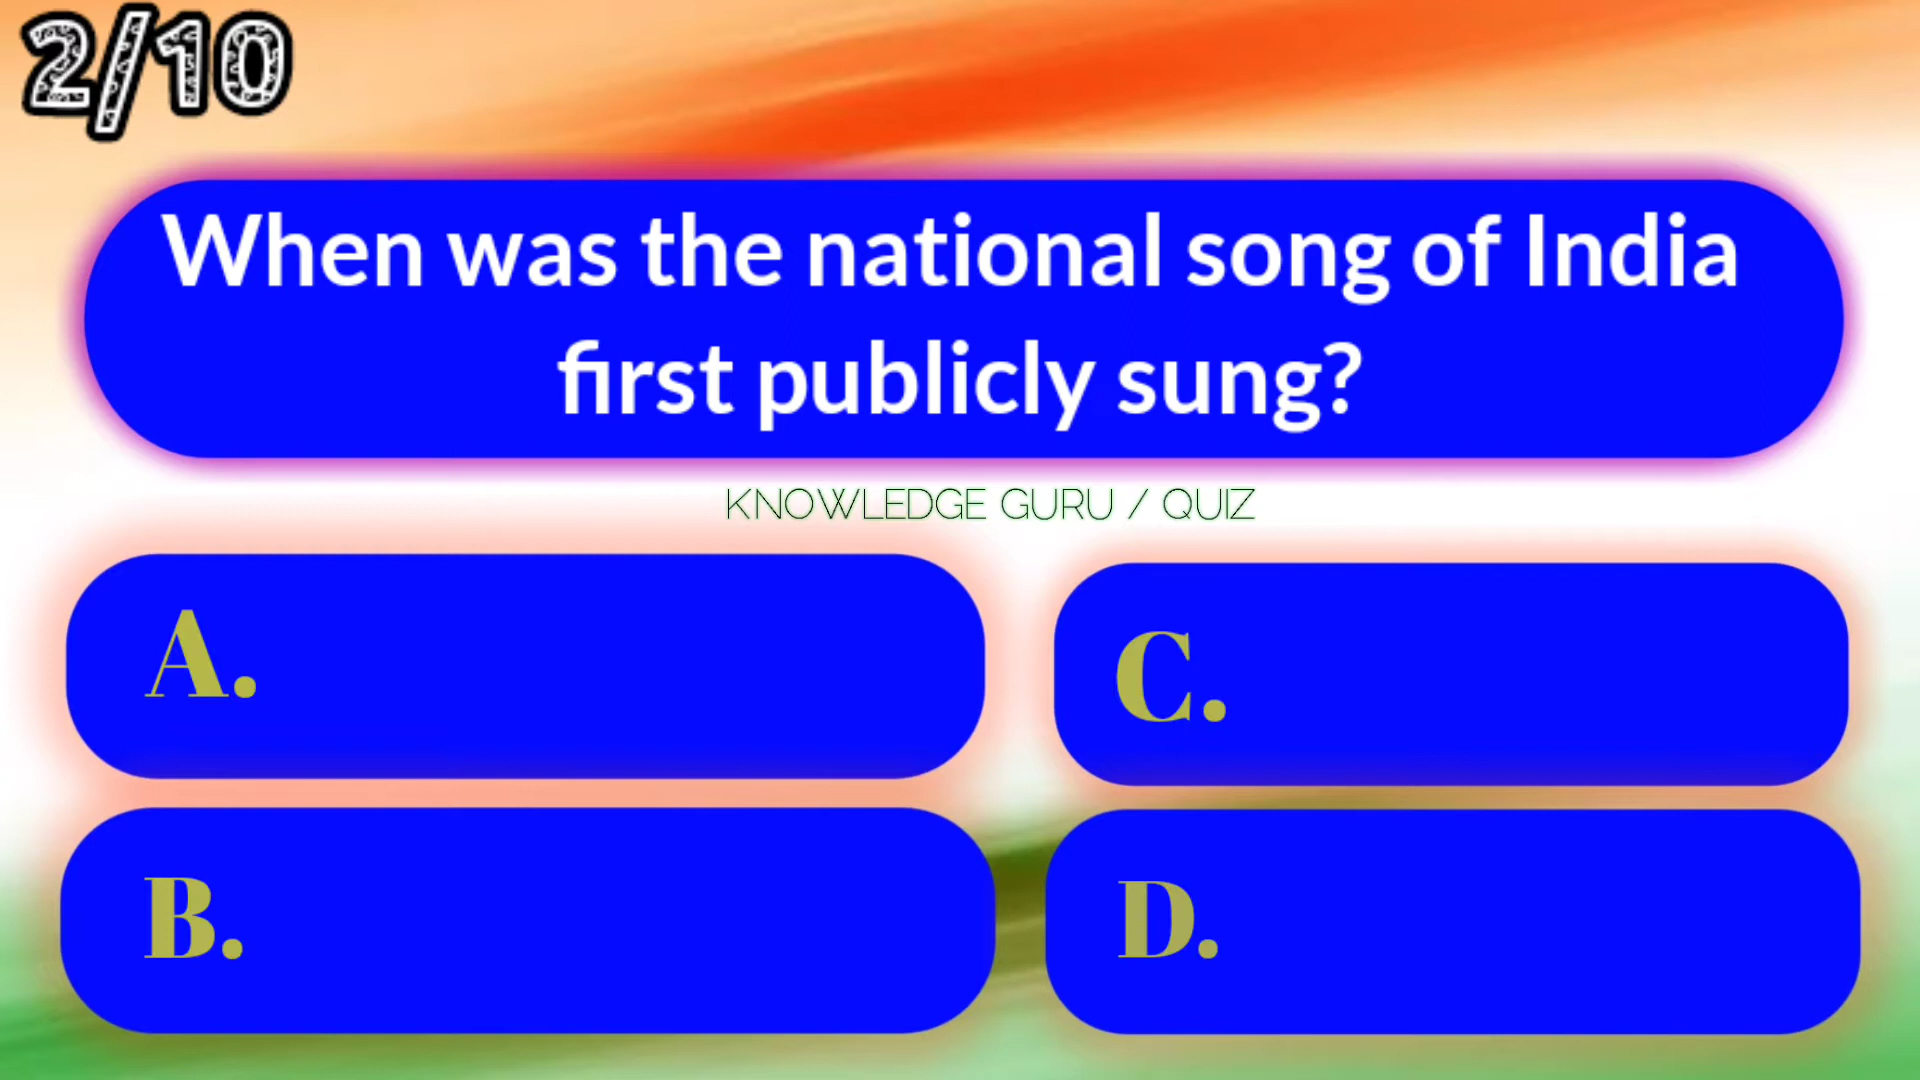 2/10
When was the national song of India
first publicly sung?
KNOWLEDGE GURU / QUIZ
A.
B.
C.
D.